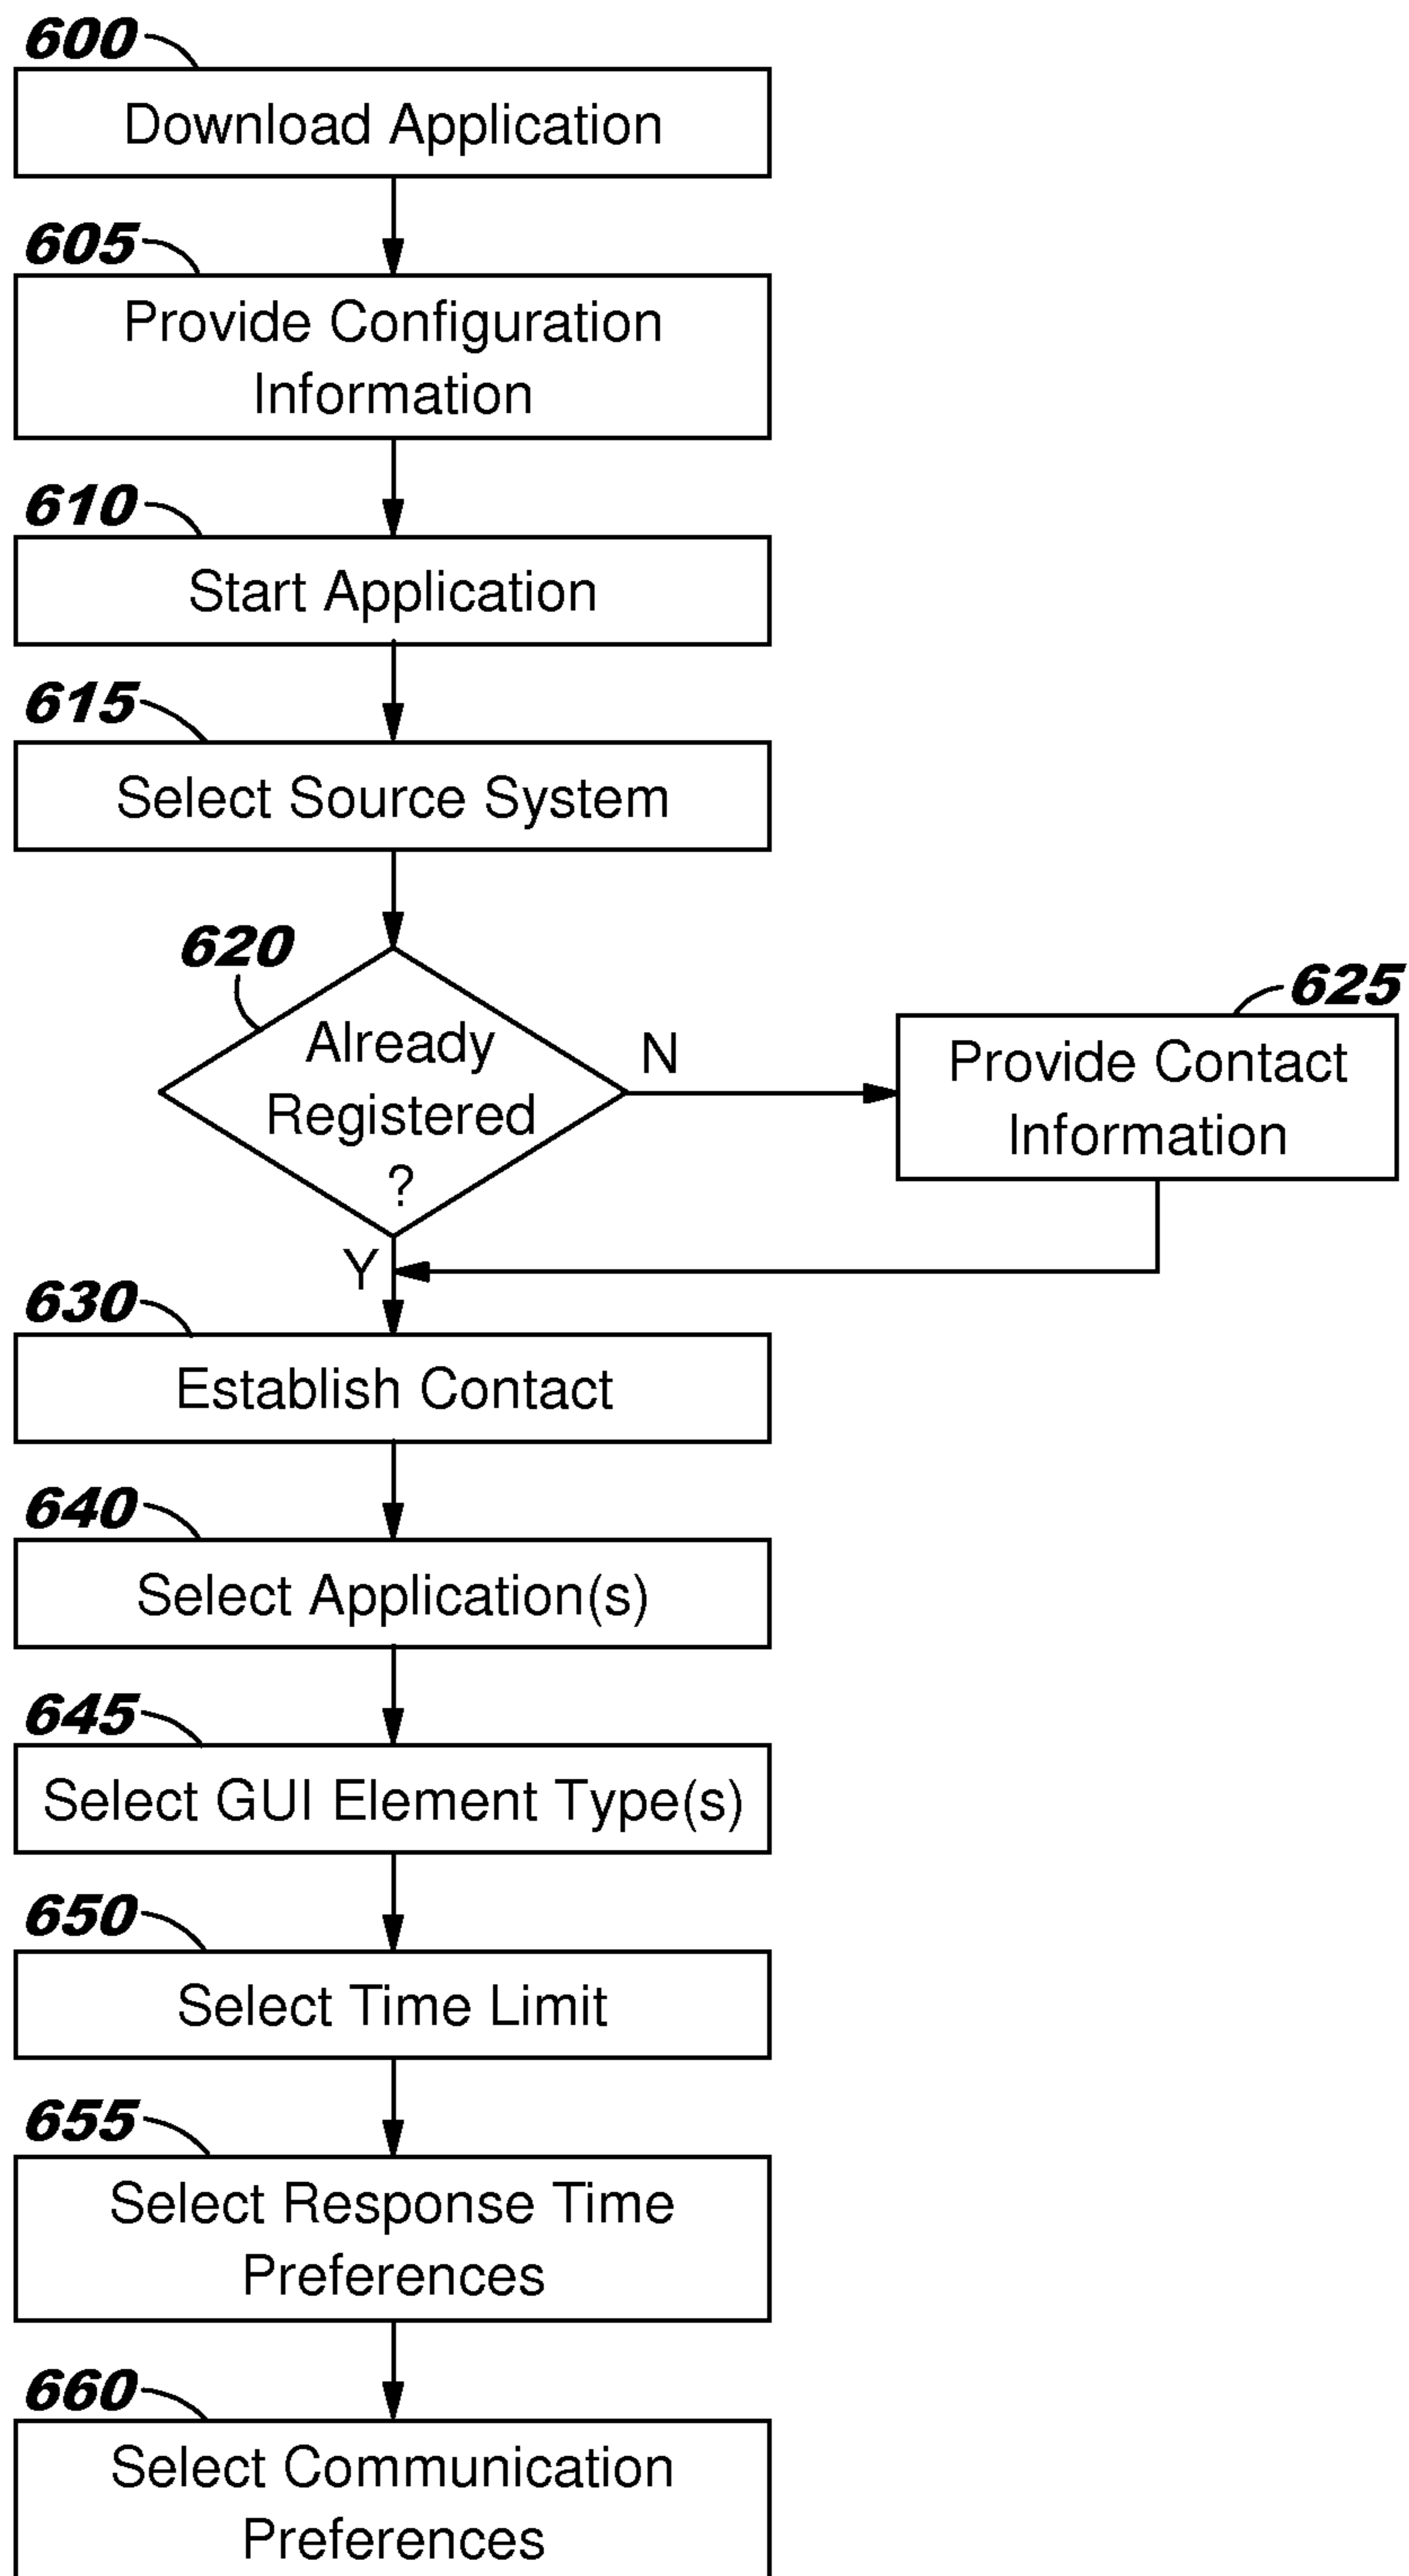 600
Download Application
605
Provide Configuration
Information
610
Start Application
615
Select Source System
620
Already
Registered
?
N
625
Provide Contact
Information
Y
630
Establish Contact
640
Select Application(s)
645
Select GUI Element Type(s)
650
Select Time Limit
655
Select Response Time
Preferences
660
Select Communication
Preferences